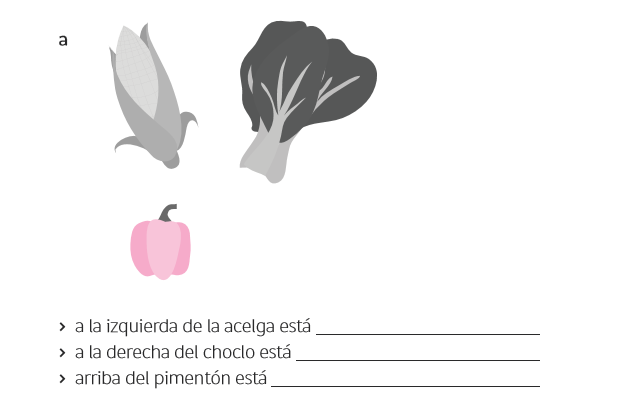 a
› a la izquierda de la acelga está
› a la derecha del choclo está
› arriba del pimentón está